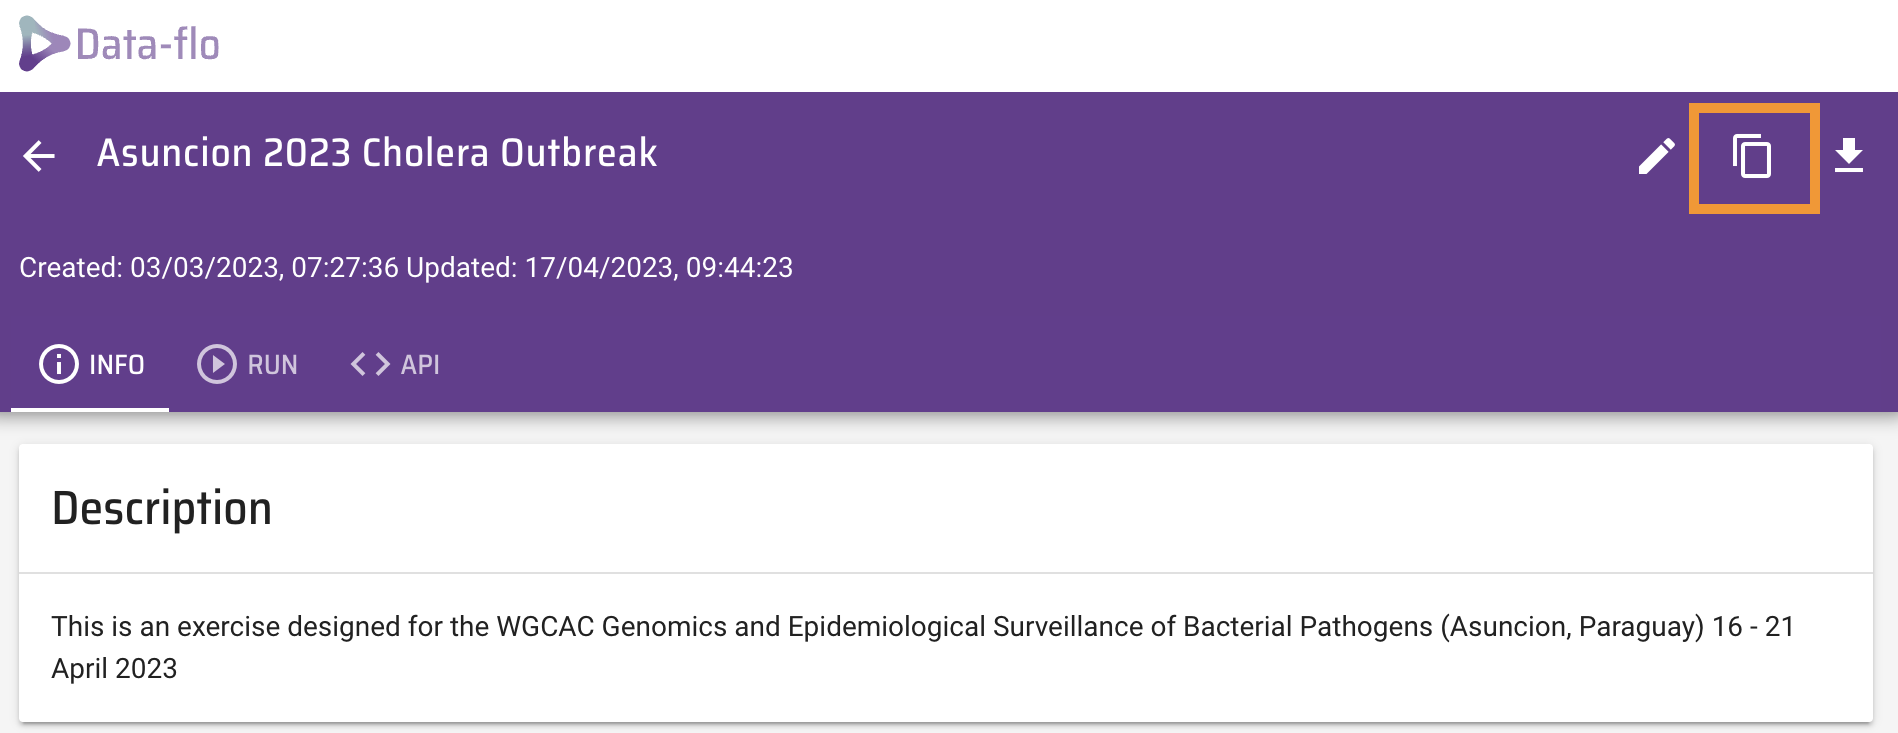 Data-flo
Asuncion 2023 Cholera Outbreak
Created: 03/03/2023, 07:27:36 Updated: 17/04/2023, 09:44:23
INFO RUN API
Description
This is an exercise designed for the WGCAC Genomics and Epidemiological Surveillance of Bacterial Pathogens (Asuncion, Paraguay) 16 - 21
April 2023